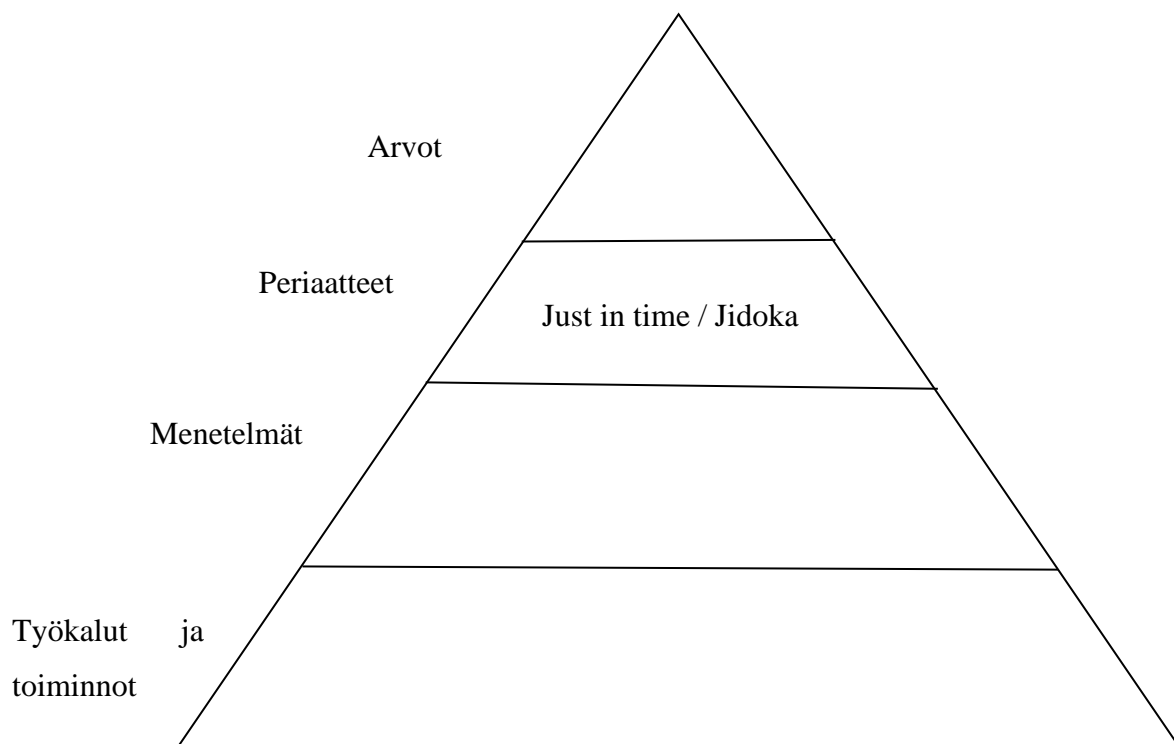 Arvot
Periaatteet
Just in time / Jidoka
Menetelmät
Työkalut ja
toiminnot